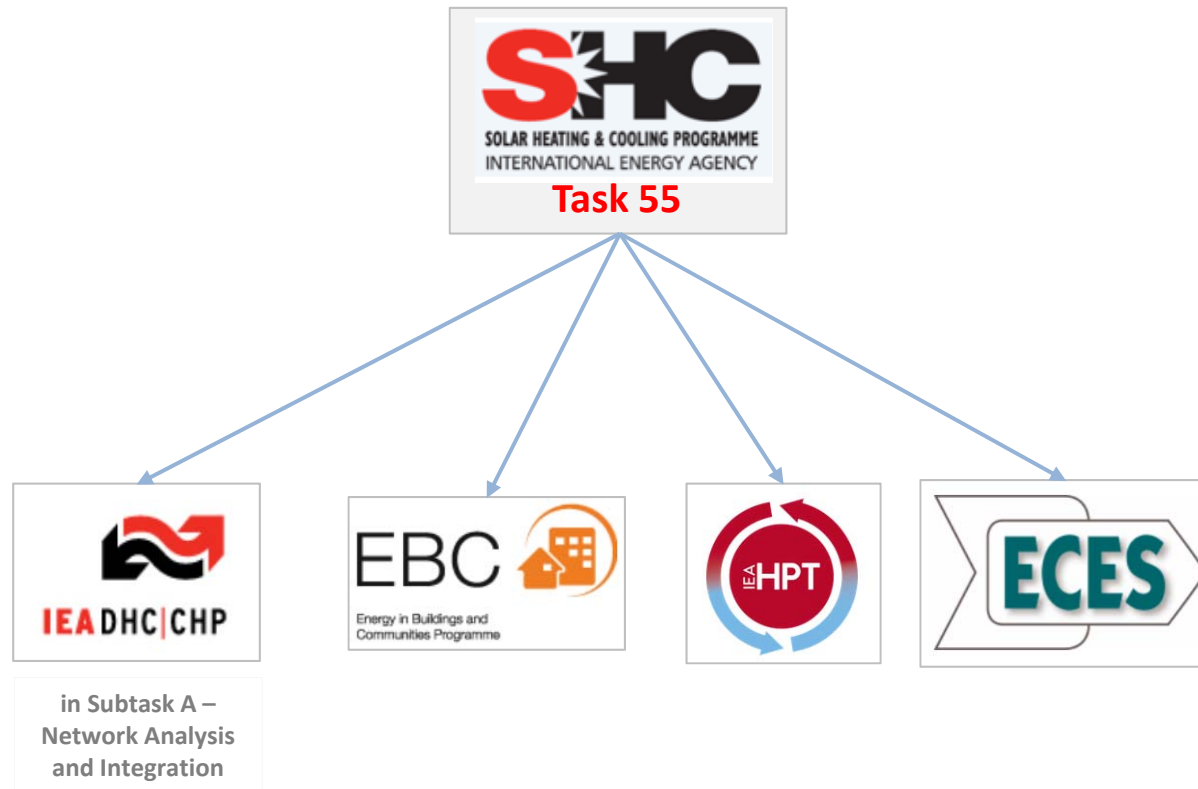 SHC
SOLAR HEATING & COOLING PROGRAMME
INTERNATIONAL ENERGY AGENCY
Task 55
IEA DHC|CHP
EBC
Energy in Buildings and
Communities Programme
IEA HPT
ECES
in Subtask A –
Network Analysis
and Integration